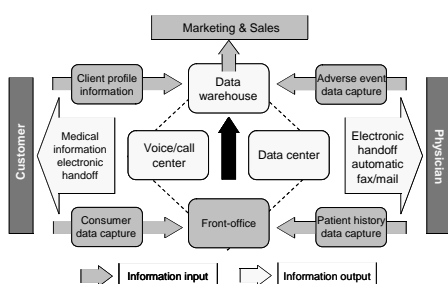 Marketing & Sales
Client profile
information
Data
warehouse
Adverse event
data capture
Customer
Medical
information
electronic
handoff
Voice/call
center
Data center
Electronic
handoff
automatic
fax/mail
Physician
Consumer
data capture
Front-office
Patient history
data capture
Information input
Information output